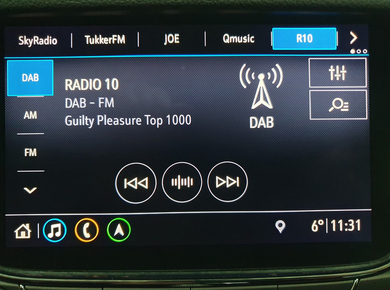 SkyRadio TukkerFM JOE Qmusic R10
DAB
RADIO 10
DAB - FM
Guilty Pleasure Top 1000
DAB
AM
FM
6° 11:31